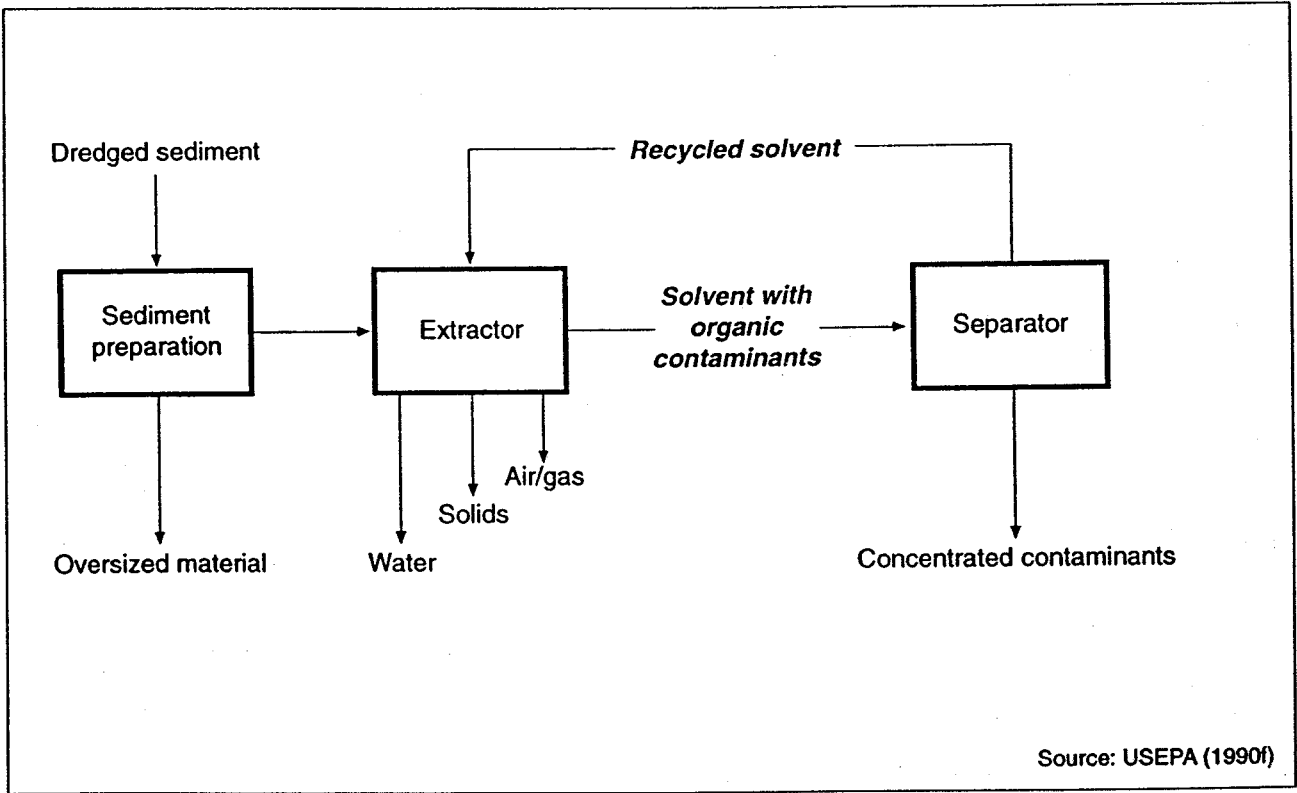 Dredged sediment
Recycled solvent
Sediment
preparation
Extractor
Solvent with
organic
contaminants
Separator
Air/gas
Solids
Oversized material
Water
Concentrated contaminants
Source: USEPA (1990f)